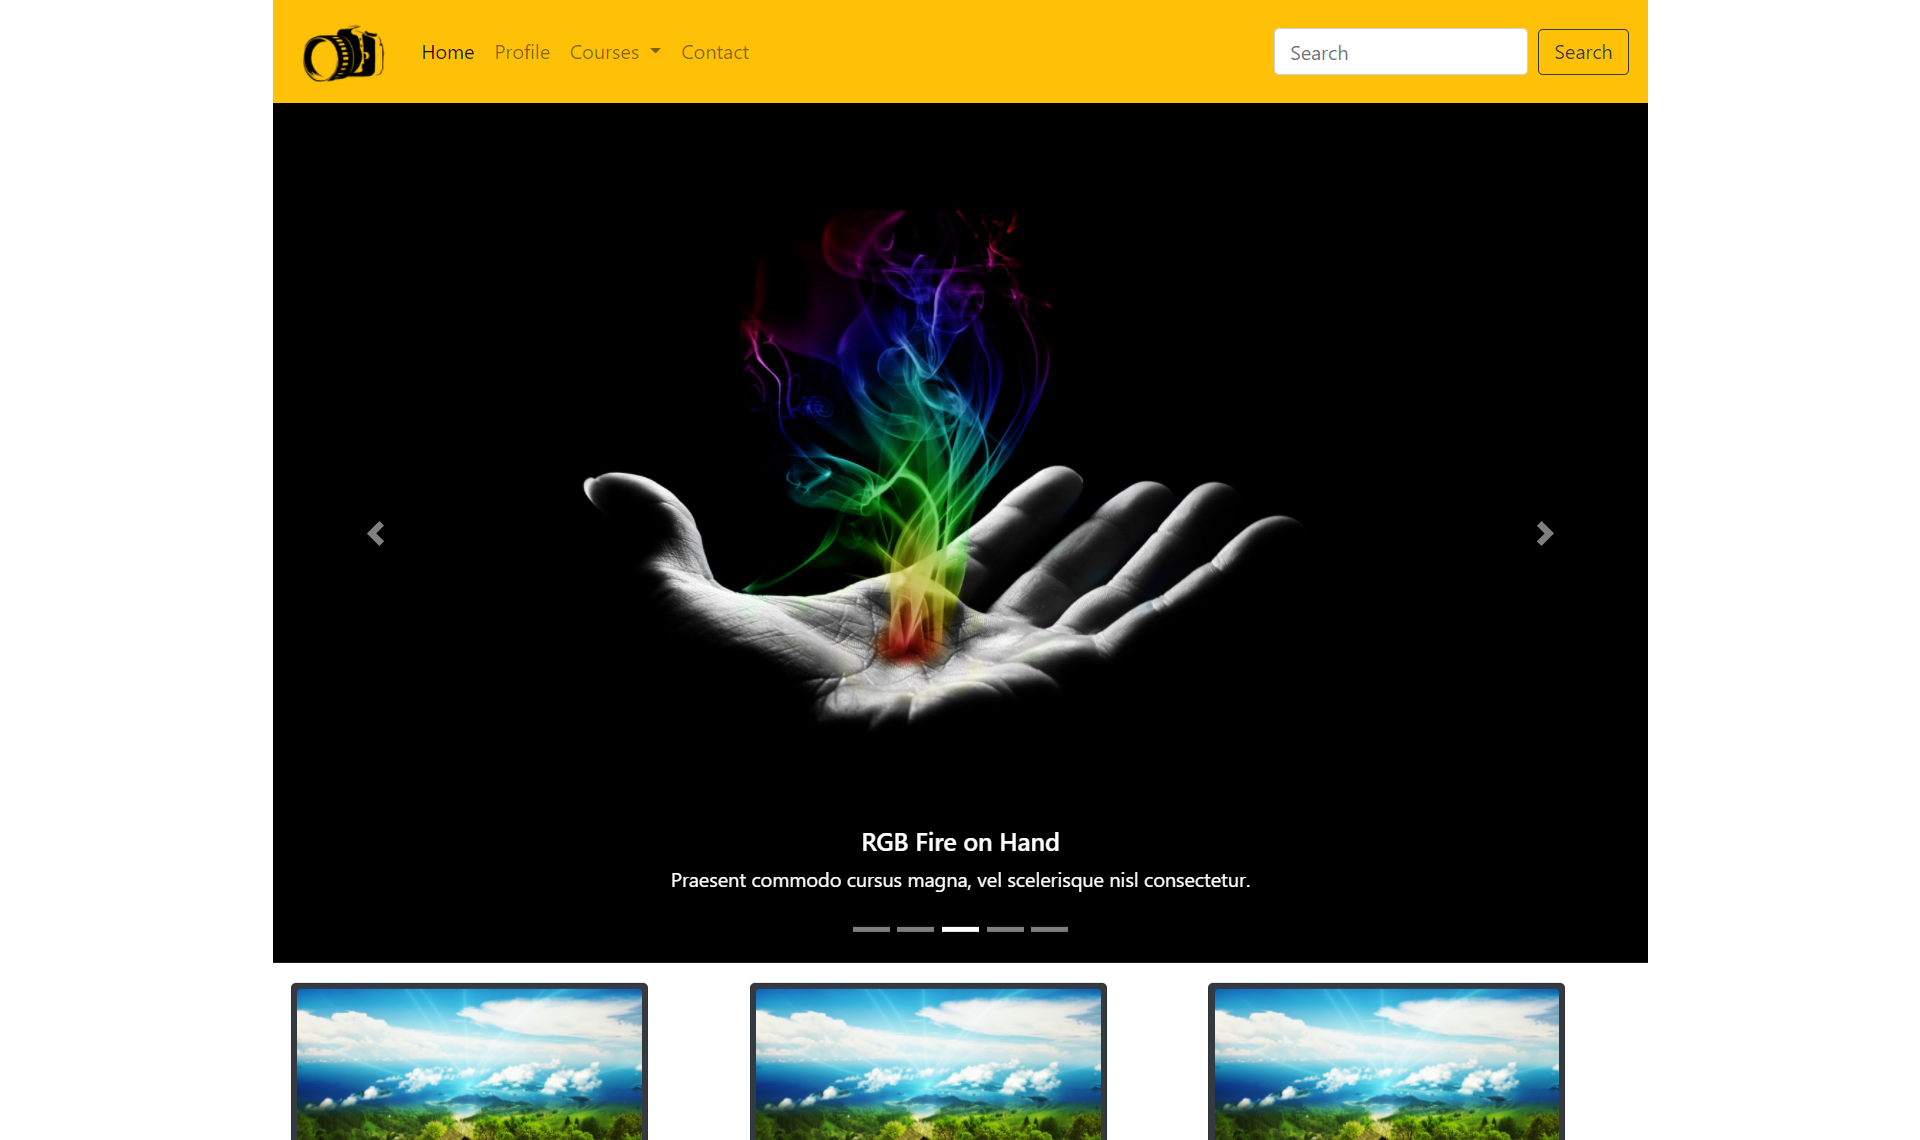 Home Profile Courses Contact Search Search
RGB Fire on Hand
Praesent commodo cursus magna, vel scelerisque nisl consectetur.